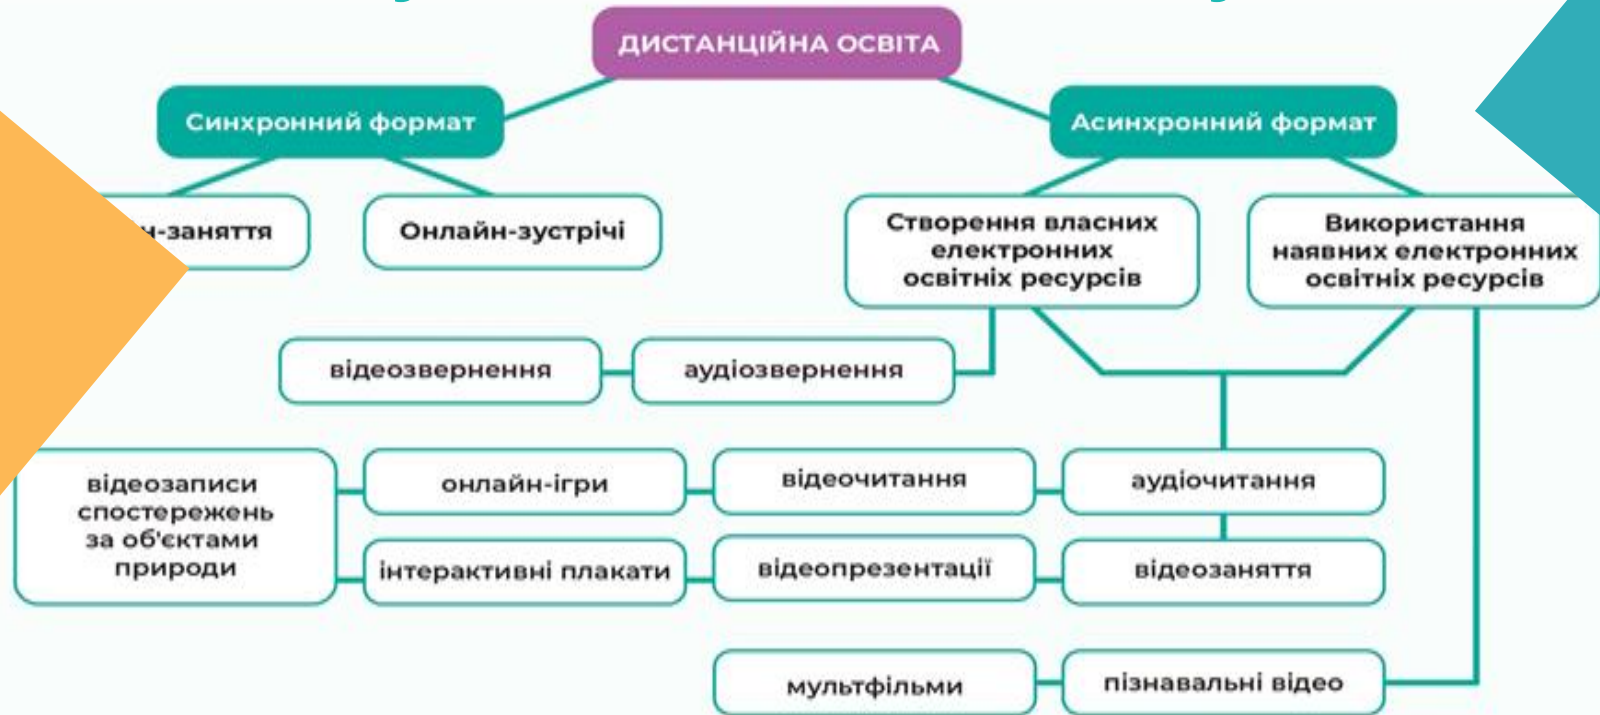 ДИСТАНЦІЙНА ОСВІТА
Синхронний формат
Асинхронний формат
н-заняття
Онлайн-зустрічі
Створення власних
електронних
освітніх ресурсів
Використання
наявних електронних
освітніх ресурсів
відеозвернення
аудіозвернення
відеозаписи
спостережень
за об'єктами
природи
онлайн-ігри
відеочитання
аудіочитання
інтерактивні плакати
відеопрезентації
відеозаняття
мультфільми
пізнавальні відео